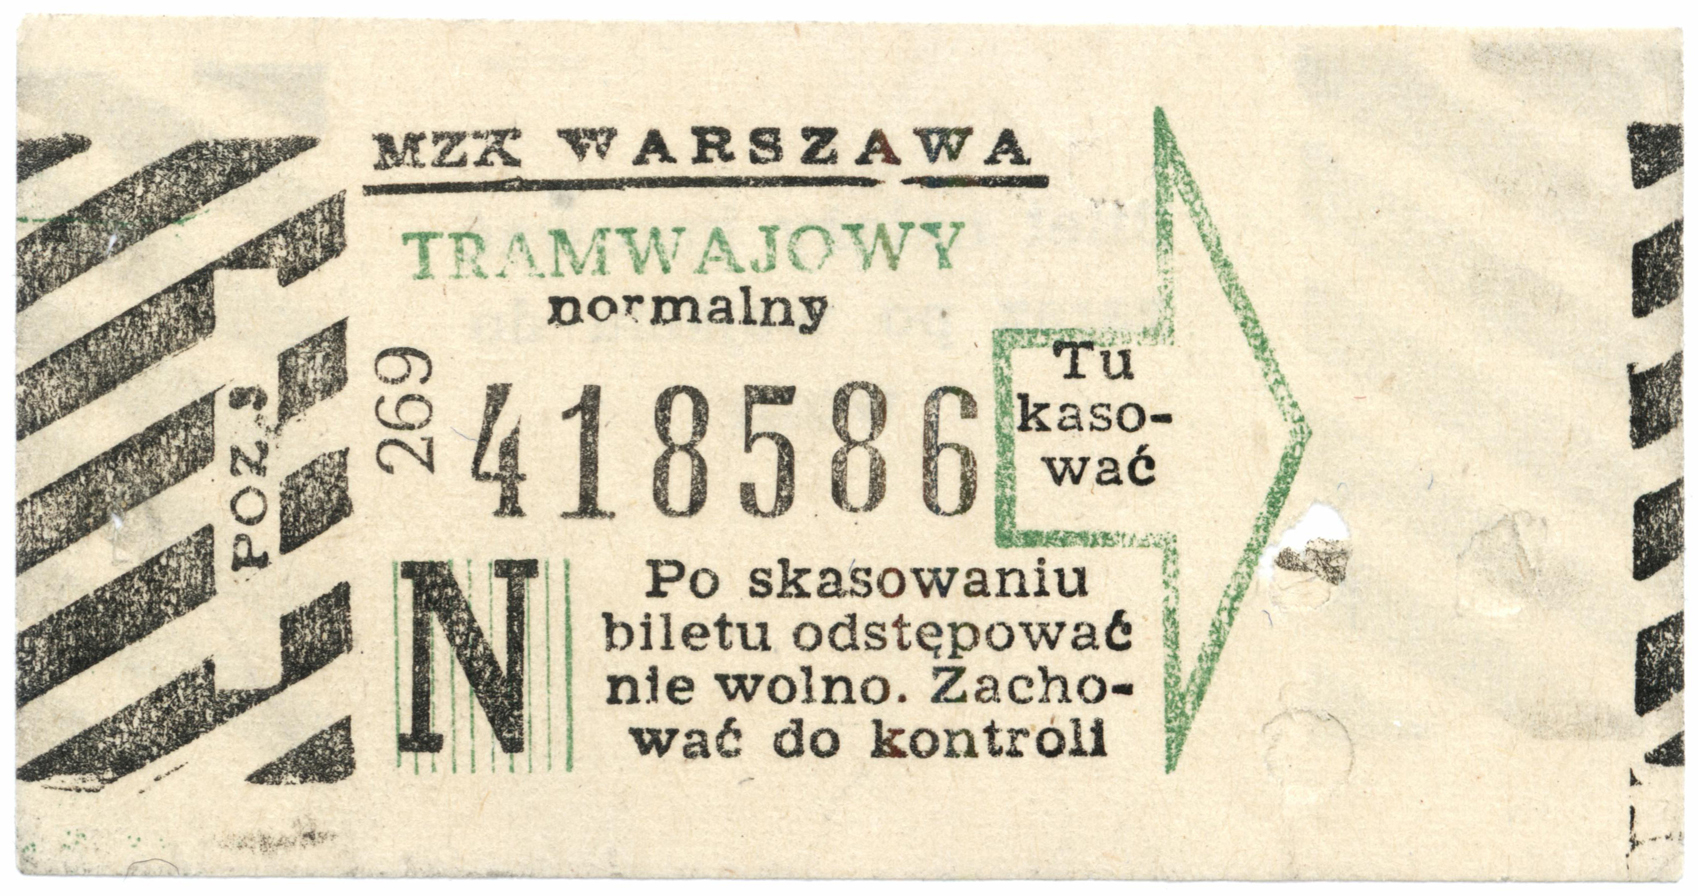 MZK WARSZAWA
TRAMWAJOWY
normalny
269
418586
Tu
kaso-
wać
POZ.9
N
Po skasowaniu
biletu odstępować
nie wolno. Zacho-
wać do kontroli